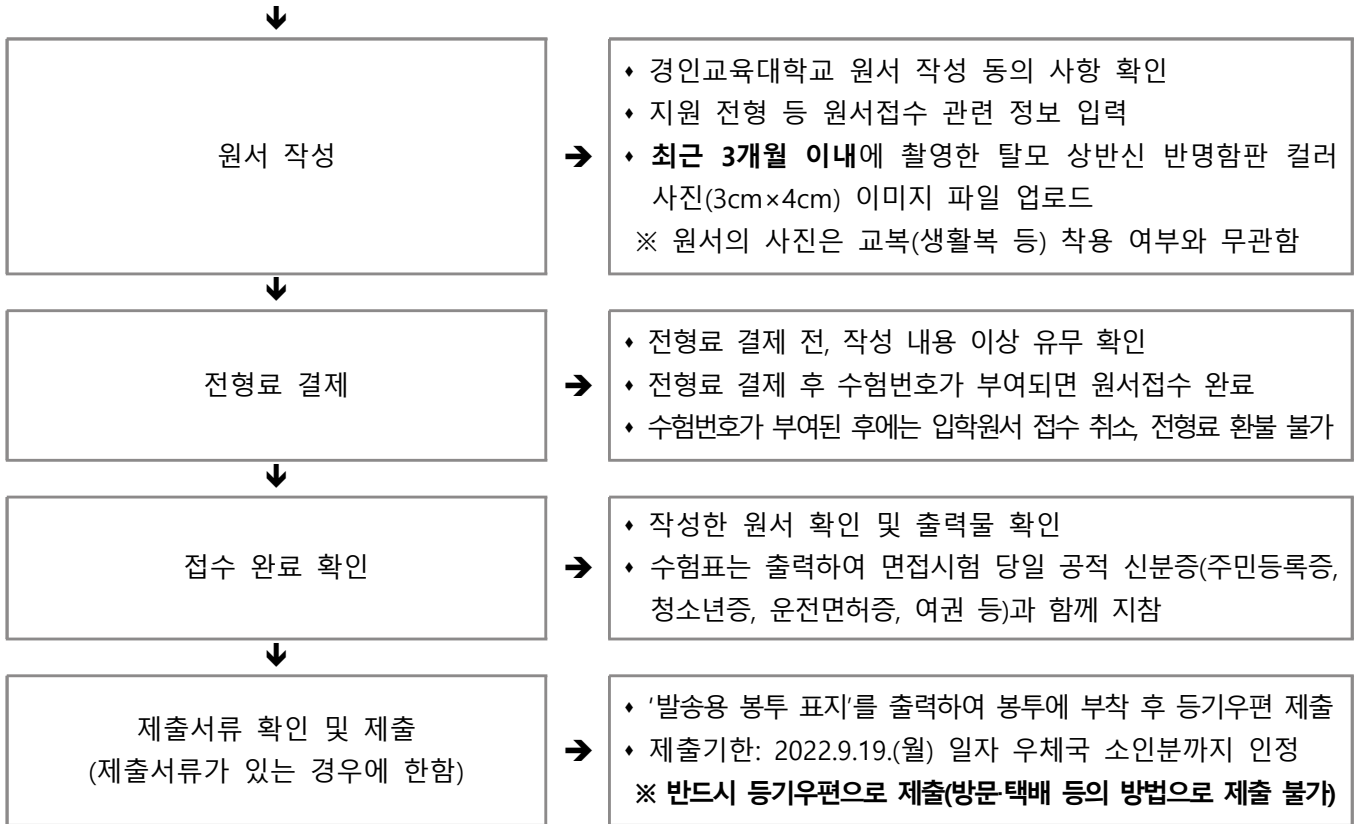 원서 작성
⬩ 경인교육대학교 원서 작성 동의 사항 확인
⬩ 지원 전형 등 원서접수 관련 정보 입력
⬩ 최근 3개월 이내에 촬영한 탈모 상반신 반명함판 컬러
사진(3cm×4cm) 이미지 파일 업로드
※ 원서의 사진은 교복(생활복 등) 착용 여부와 무관함
전형료 결제
⬩ 전형료 결제 전, 작성 내용 이상 유무 확인
⬩ 전형료 결제 후 수험번호가 부여되면 원서접수 완료
⬩ 수험번호가 부여된 후에는 입학원서 접수 취소, 전형료 환불 불가
접수 완료 확인
⬩ 작성한 원서 확인 및 출력물 확인
⬩ 수험표는 출력하여 면접시험 당일 공적 신분증(주민등록증,
청소년증, 운전면허증, 여권 등)과 함께 지참
제출서류 확인 및 제출
(제출서류가 있는 경우에 한함)
⬩ '발송용 봉투 표지'를 출력하여 봉투에 부착 후 등기우편 제출
⬩ 제출기한: 2022.9.19.(월) 일자 우체국 소인분까지 인정
※ 반드시 등기우편으로 제출(방문·택배 등의 방법으로 제출 불가)